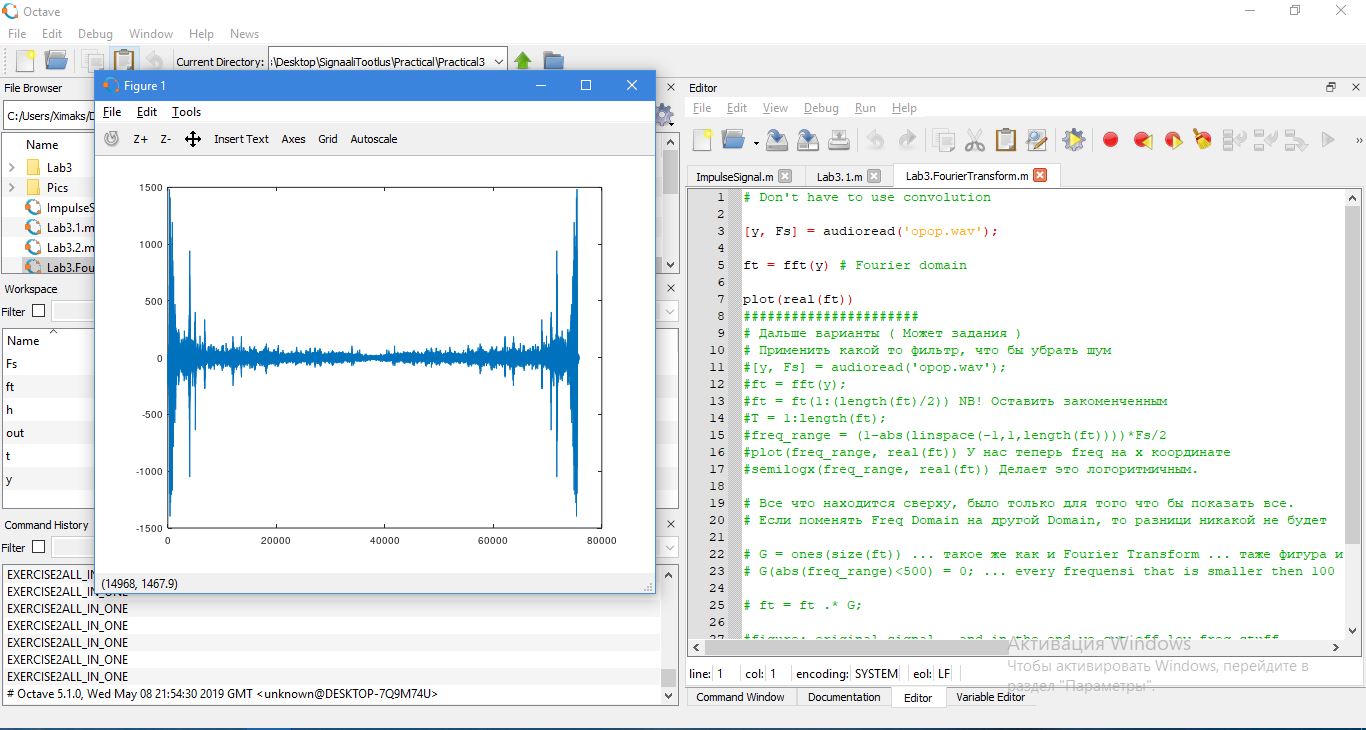 Octave
File Edit Debug Window Help News
Current Directory: :\Desktop\SignaaliTootlus\Practical\Practical3
File Browser
C:/Users/Ximaks/D
Name
Lab3
Pics
ImpulseS
Lab3.1.m
Lab3.2.m
Lab3.Fou
Workspace
Filter
Name
Fs
ft
h
out
t
y
Command History
Filter
EXERCISE2ALL_IN_ONE
EXERCISE2ALL_IN_ONE
EXERCISE2ALL_IN_ONE
EXERCISE2ALL_IN_ONE
EXERCISE2ALL_IN_ONE
EXERCISE2ALL_IN_ONE
EXERCISE2ALL_IN_ONE
# Octave 5.1.0, Wed May 08 21:54:30 2019 GMT <unknown@DESKTOP-7Q9M74U>
Figure 1
File Edit Tools
Z+ Z- Insert Text Axes Grid Autoscale
1500
1000
500
0
-500
-1000
-1500
0 20000 40000 60000 80000
(14968, 1467.9)
Editor
File Edit View Debug Run Help
ImpulseSignal.m Lab3.1.m Lab3.FourierTransform.m
1 # Don't have to use convolution
2
3 [y, Fs] = audioread('opop.wav');
4
5 ft = fft(y) # Fourier domain
6
7 plot(real(ft))
8 ######################
9 # Дальше варианты ( Может задания )
10 # Применить какой то фильтр, что бы убрать шум
11 #[y, Fs] = audioread('opop.wav');
12 #ft = fft(y);
13 #ft = ft(1:(length(ft)/2)) NB! Оставить закоменченным
14 #T = 1:length(ft);
15 #freq_range = (1-abs(linspace(-1,1,length(ft))))*Fs/2
16 #plot(freq_range, real(ft)) У нас теперь freq на x координате
17 #semilogx(freq_range, real(ft)) Делает это логоритмичным.
18
19 # Все что находится сверху, было только для того что бы показать все.
20 # Если поменять Freq Domain на другой Domain, то разници никакой не будет
21
22 # G = ones(size(ft)) ... такое же как и Fourier Transform ... таже фигура и
23 # G(abs(freq_range)<500) = 0; ... every frequensi that is smaller then 100
24
25 # ft = ft .* G;
26
27 #figure; original signal
Активация Windows
Чтобы активировать Windows, перейдите в
раздел "Параметры".
line: 1 col: 1 encoding: SYSTEM eol: LF
Command Window Documentation Editor Variable Editor